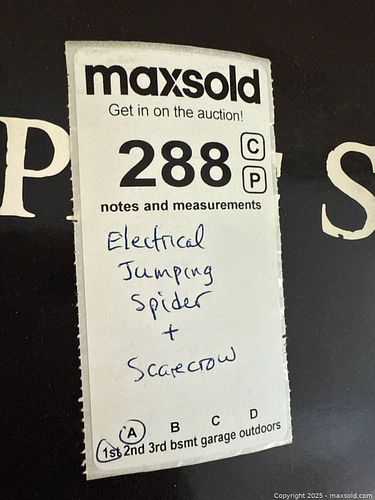 maxsold
Get in on the auction!
288 C
P
notes and measurements
Electrical
Jumping
Spider
+
Scarecrow
A B C D
1st 2nd 3rd bsmt garage outdoors
P S
Copyright 2025 - maxsold.com